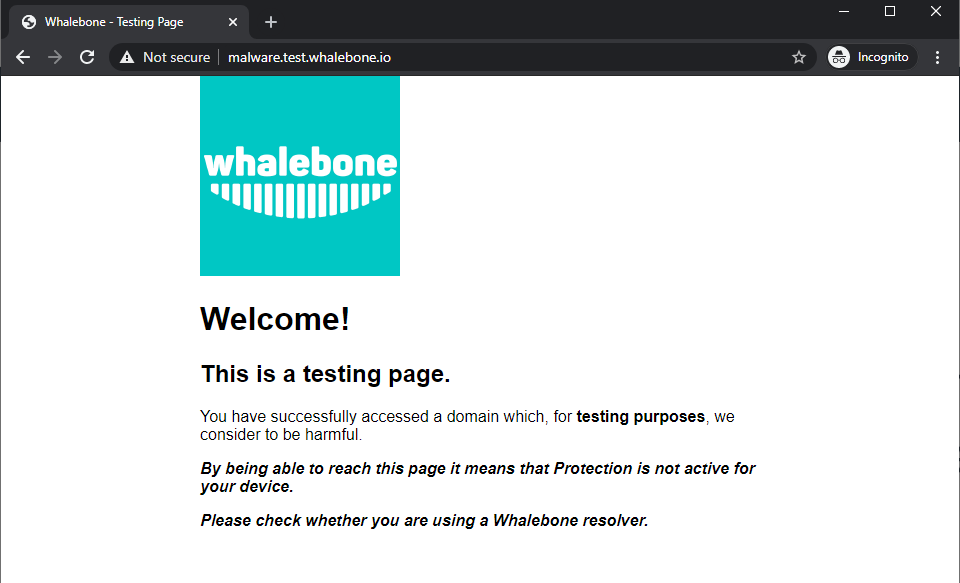 Whalebone - Testing Page
Not secure
malware.test.whalebone.io
Incognito
whalebone
Welcome!
This is a testing page.
You have successfully accessed a domain which, for testing purposes, we
consider to be harmful.
By being able to reach this page it means that Protection is not active for
your device.
Please check whether you are using a Whalebone resolver.